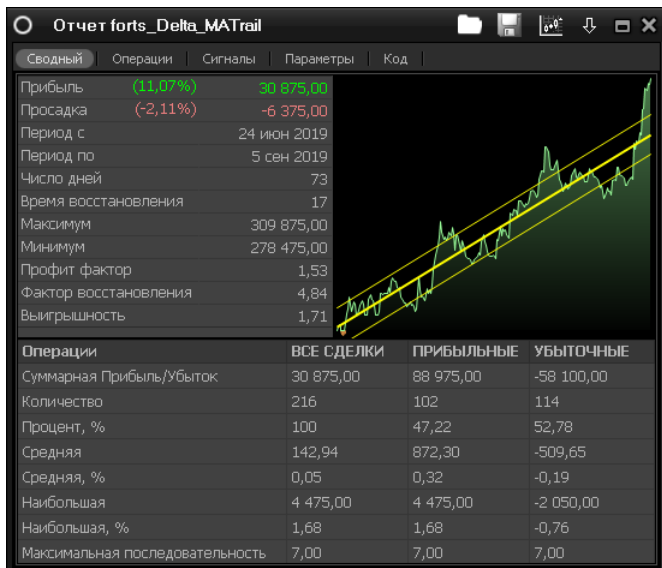 Отчет forts_Delta_MATrail
Сводный Операции Сигналы Параметры Код
Прибыль (11,07%) 30 875,00
Просадка (-2,11%) -6 375,00
Период с 24 июн 2019
Период по 5 сен 2019
Число дней 73
Время восстановления 17
Максимум 309 875,00
Минимум 278 475,00
Профит фактор 1,53
Фактор восстановления 4,84
Выигрышность 1,71
Операции ВСЕ СДЕЛКИ ПРИБЫЛЬНЫЕ УБЫТОЧНЫЕ
Суммарная Прибыль/Убыток 30 875,00 88 975,00 -58 100,00
Количество 216 102 114
Процент, % 100 47,22 52,78
Средняя 142,94 872,30 -509,65
Средняя, % 0,05 0,32 -0,19
Наибольшая 4 475,00 4 475,00 -2 050,00
Наибольшая, % 1,68 1,68 -0,76
Максимальная последовательность 7,00 7,00 7,00